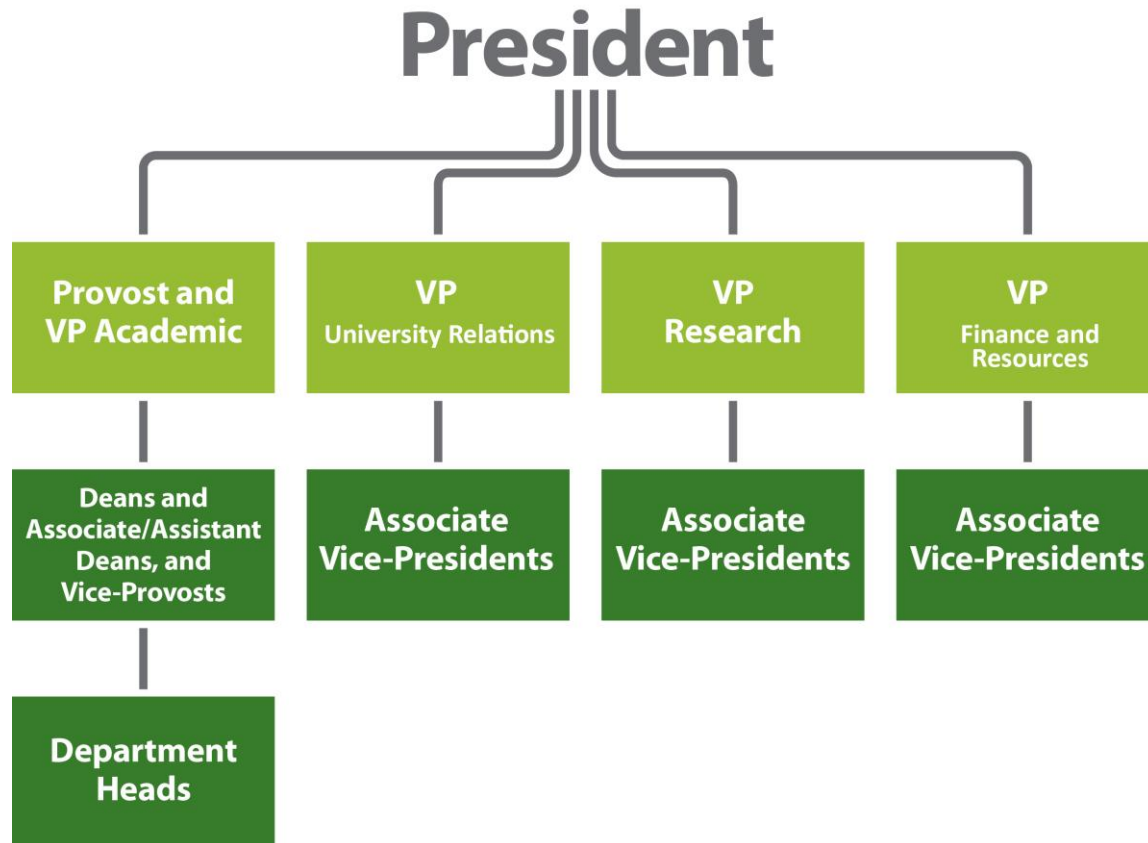 President
Provost and
VP Academic
VP
University Relations
VP
Research
VP
Finance and
Resources
Deans and
Associate/Assistant
Deans, and
Vice-Provosts
Associate
Vice-Presidents
Associate
Vice-Presidents
Associate
Vice-Presidents
Department
Heads